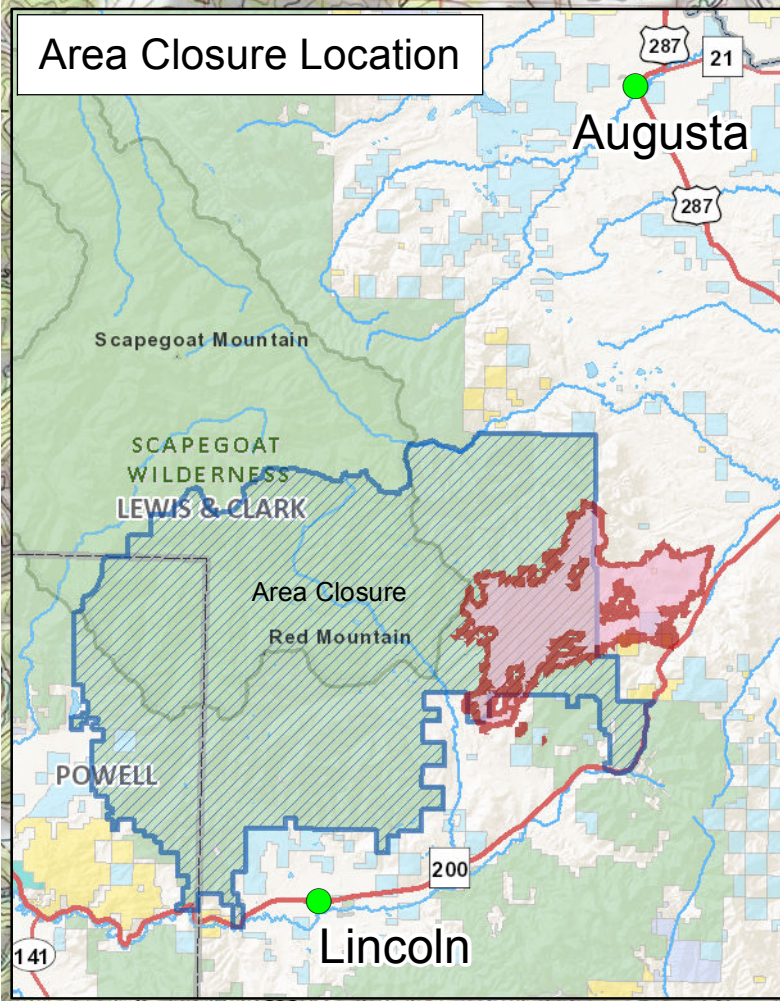 Area Closure Location
287
21
Augusta
287
Scapegoat Mountain
SCAPEGOAT
WILDERNESS
LEWIS & CLARK
Area Closure
Red Mountain
POWELL
200
Lincoln
141